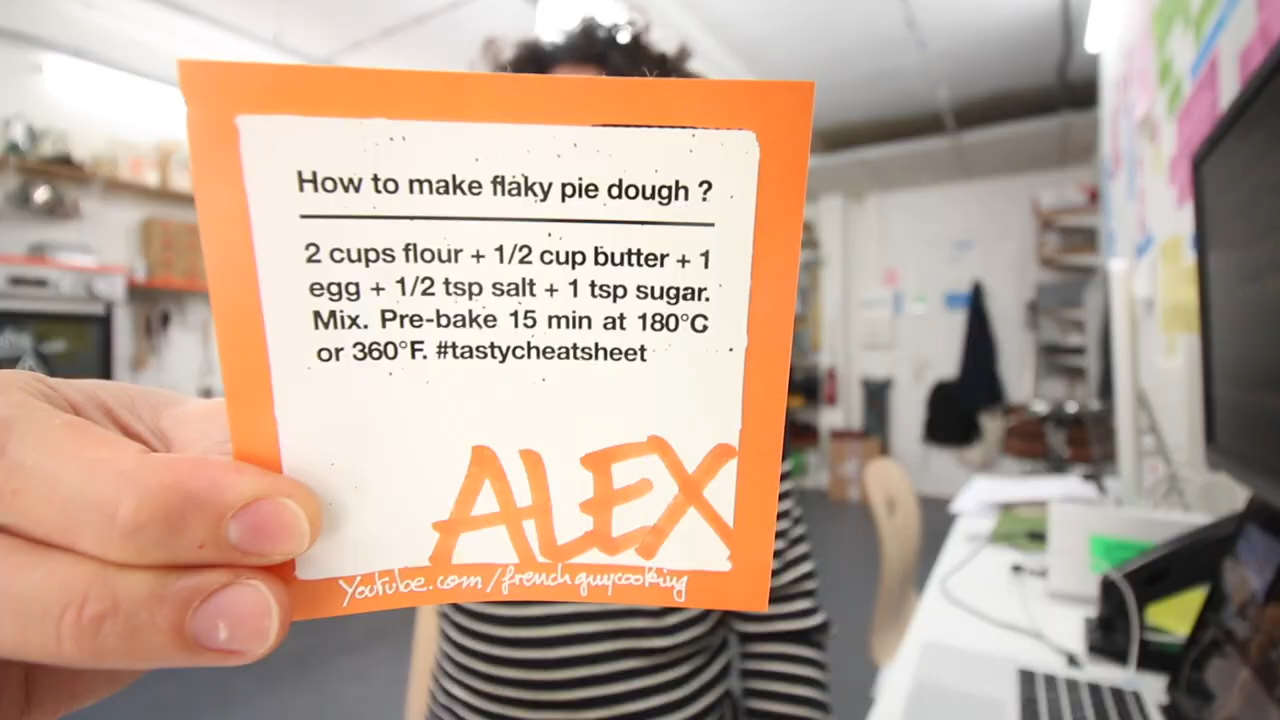 How to make flaky pie dough ?
2 cups flour + 1/2 cup butter + 1
egg + 1/2 tsp salt + 1 tsp sugar.
Mix. Pre-bake 15 min at 180°C
or 360°F. #tastycheatsheet
ALEX
Youtube.com/frenchguycooking